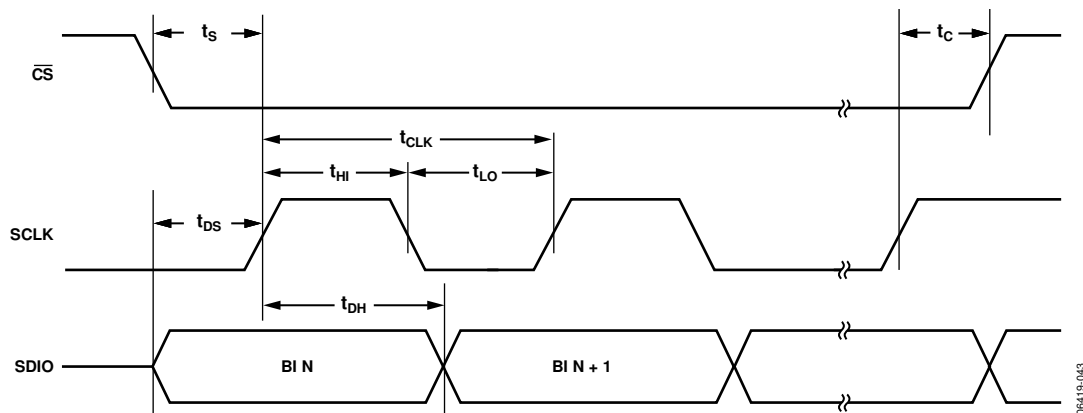 tS
tC
CS
tCLK
tHI
tLO
tDS
SCLK
tDH
SDIO
BI N
BI N + 1
06419-043